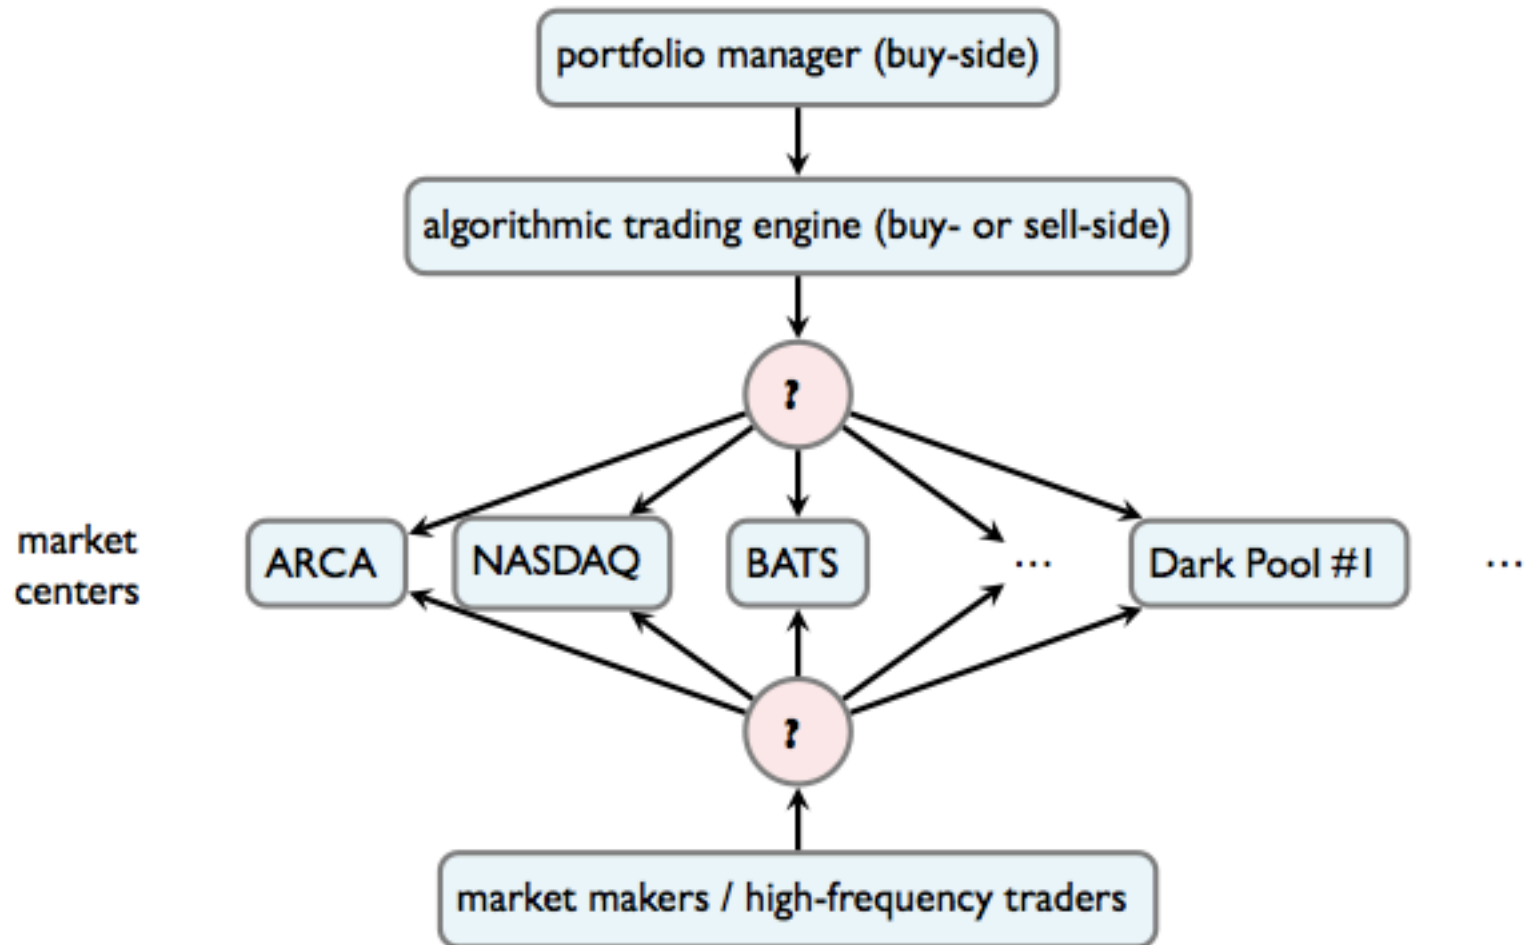 portfolio manager (buy-side)
algorithmic trading engine (buy- or sell-side)
?
market
centers
ARCA
NASDAQ
BATS
...
Dark Pool #1
...
?
market makers / high-frequency traders